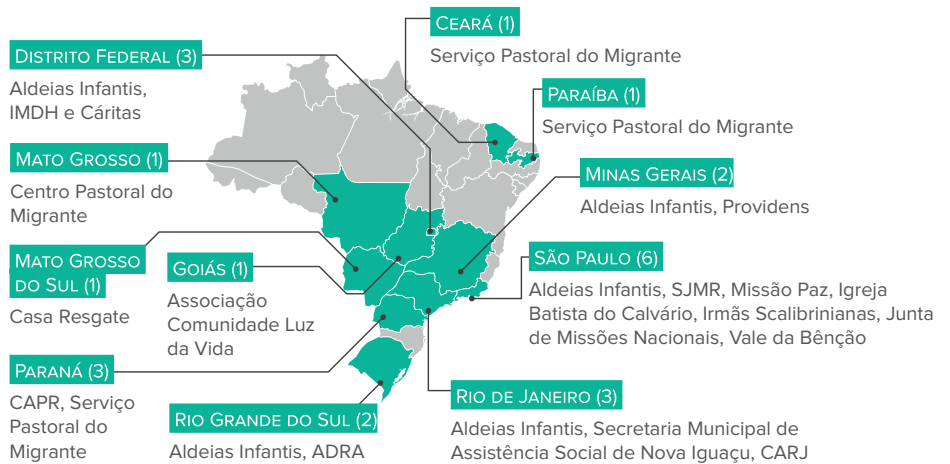 CEARÁ (1)
Serviço Pastoral do Migrante
DISTRITO FEDERAL (3)
Aldeias Infantis,
IMDH e Cáritas
PARAÍBA (1)
Serviço Pastoral do Migrante
MATO GROSSO (1)
Centro Pastoral do
Migrante
MINAS GERAIS (2)
Aldeias Infantis, Providens
MATO GROSSO
DO SUL (1)
Casa Resgate
GOIÁS (1)
Associação
Comunidade Luz
da Vida
SÃO PAULO (6)
Aldeias Infantis, SJMR, Missão Paz, Igreja
Batista do Calvário, Irmãs Scalibrinianas, Junta
de Missões Nacionais, Vale da Bênção
PARANÁ (3)
CAPR, Serviço
Pastoral do
Migrante
RIO GRANDE DO SUL (2)
Aldeias Infantis, ADRA
RIO DE JANEIRO (3)
Aldeias Infantis, Secretaria Municipal de
Assistência Social de Nova Iguaçu, CARJ